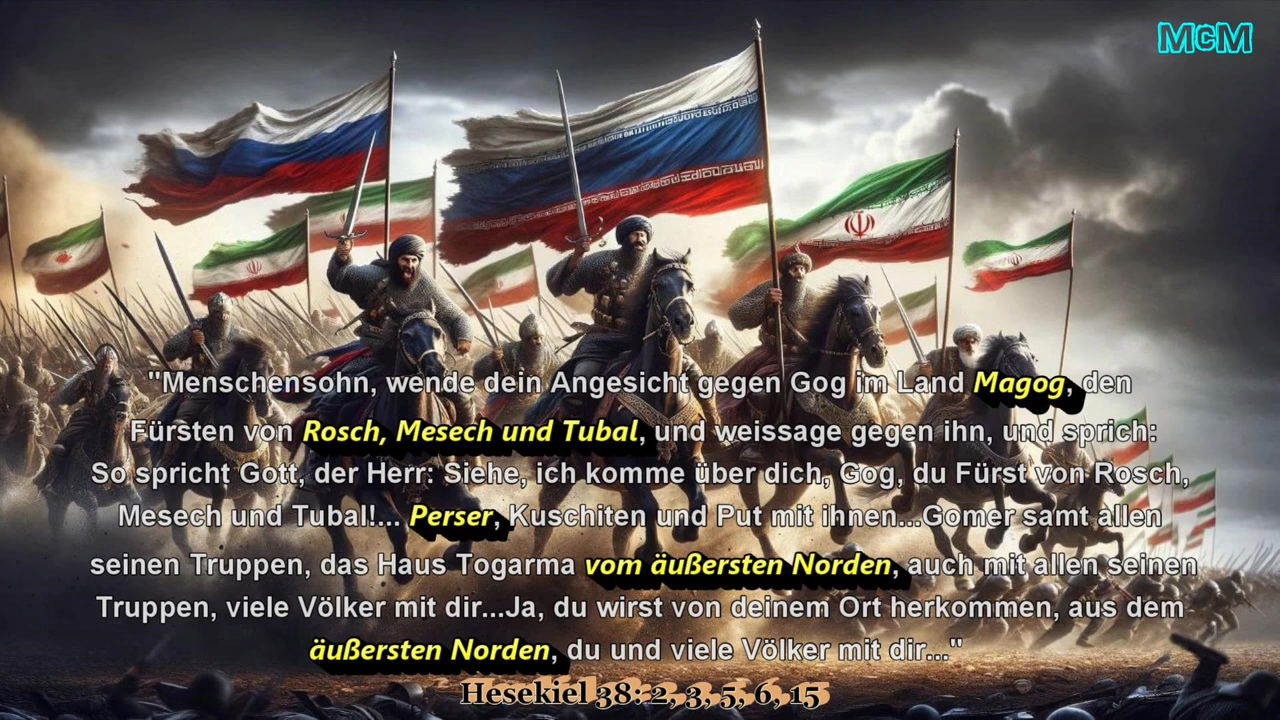 McM
"Menschensohn, wende dein Angesicht gegen Gog im Land Magog, den
Fürsten von Rosch, Mesech und Tubal, und weissage gegen ihn, und sprich:
So spricht Gott, der Herr: Siehe, ich komme über dich, Gog, du Fürst von Rosch,
Mesech und Tubal!... Perser, Kuschiten und Put mit ihnen...Gomer samt allen
seinen Truppen, das Haus Togarma vom äußersten Norden, auch mit allen seinen
Truppen, viele Völker mit dir...Ja, du wirst von deinem Ort herkommen, aus dem
äußersten Norden, du und viele Völker mit dir..."
Hesekiel 38: 2, 3, 5, 6, 15